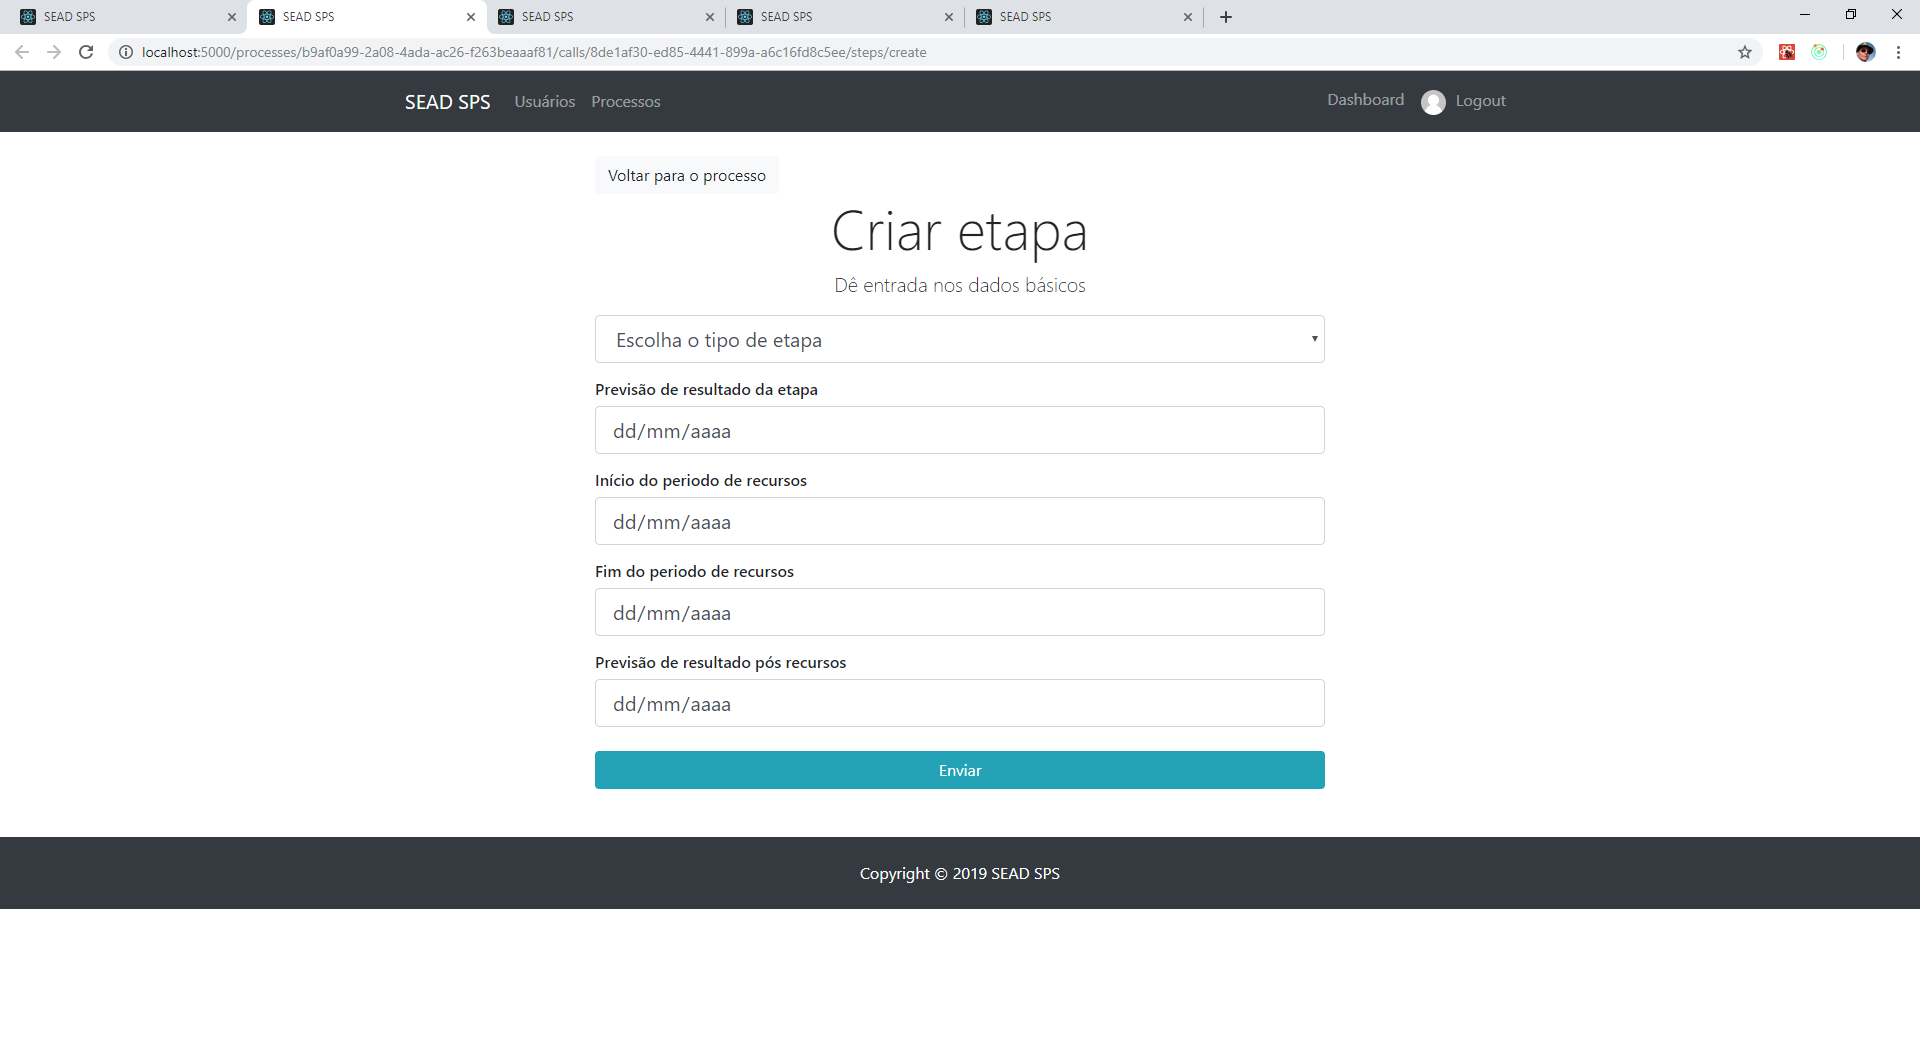 SEAD SPS
SEAD SPS
SEAD SPS
SEAD SPS
SEAD SPS
localhost:5000/processes/b9af0a99-2a08-4ada-ac26-f263beaaaf81/calls/8de1af30-ed85-4441-899a-a6c16fd8c5ee/steps/create
SEAD SPS Usuários Processos Dashboard Logout
Voltar para o processo
Criar etapa
Dê entrada nos dados básicos
Escolha o tipo de etapa
Previsão de resultado da etapa
dd/mm/aaaa
Início do periodo de recursos
dd/mm/aaaa
Fim do periodo de recursos
dd/mm/aaaa
Previsão de resultado pós recursos
dd/mm/aaaa
Enviar
Copyright © 2019 SEAD SPS